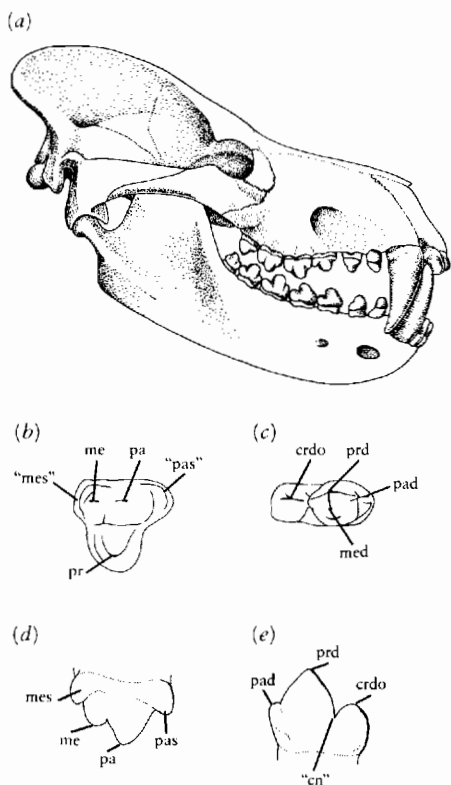 (a)
(b)
(c)
me pa
"mes" "pas"
pr
crdo prd
pad
med
(d)
(e)
mes
me
pa
pas
prd
pad
crdo
"cn"